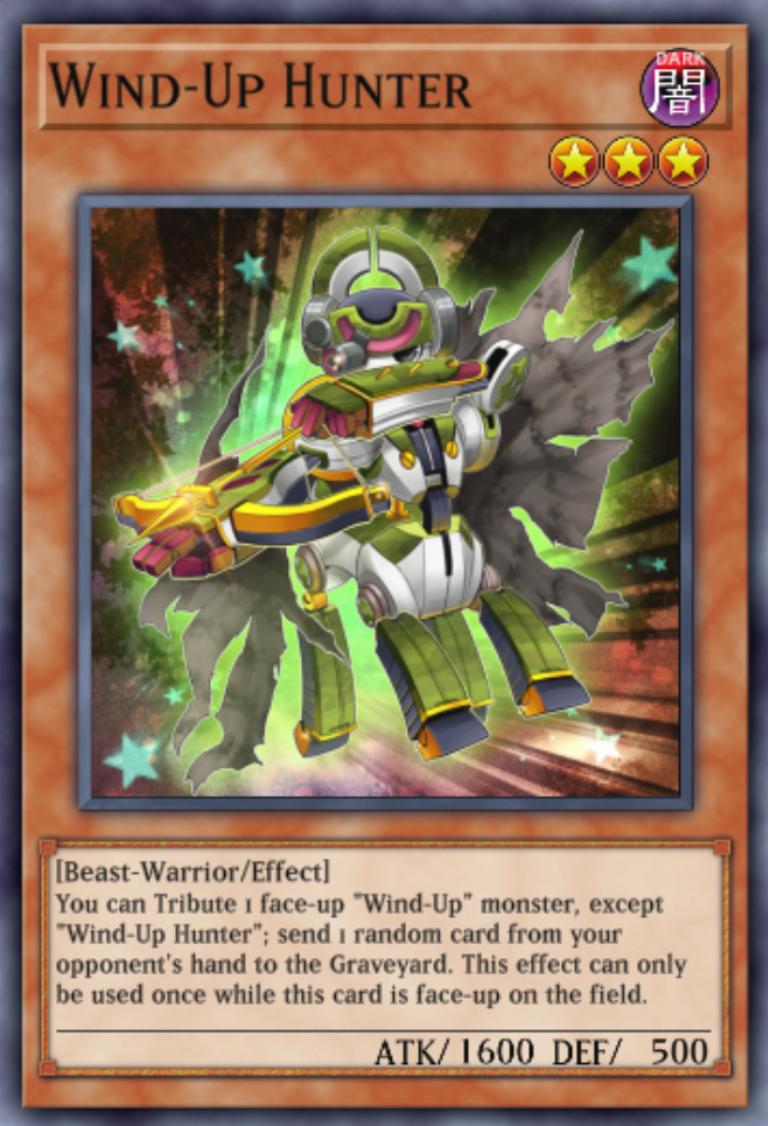 Wind-Up Hunter
DARK
闇
[Beast-Warrior/Effect]
You can Tribute 1 face-up "Wind-Up" monster, except
"Wind-Up Hunter"; send 1 random card from your
opponent's hand to the Graveyard. This effect can only
be used once while this card is face-up on the field.
ATK/ 1600 DEF/ 500